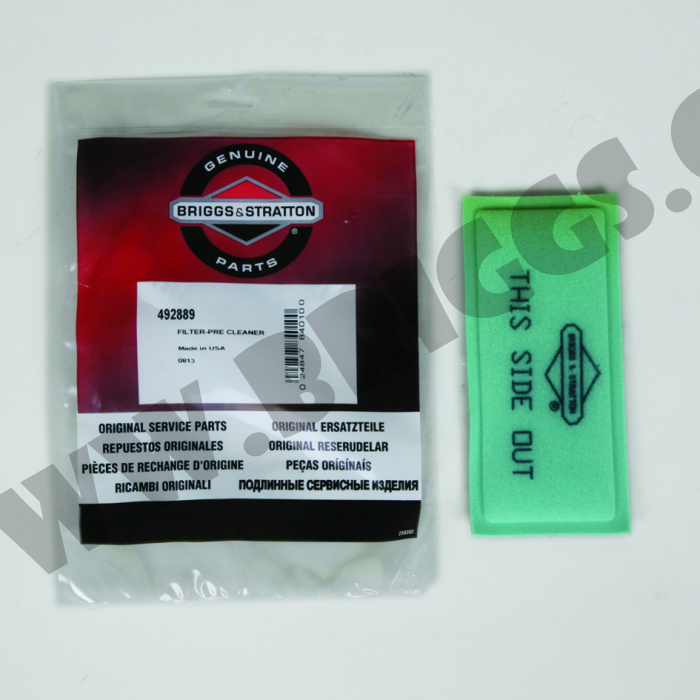 GENUINE
BRIGGS & STRATTON
®
PARTS
492889
FILTER-PRE CLEANER
Made in USA
0813
0 24847 84010 0
ORIGINAL SERVICE PARTS
ORIGINAL ERSATZTEILE
REPUESTOS ORIGINALES
ORIGINAL RESERUDELAR
PIÈCES DE RECHANGE D'ORIGINE
PEÇAS ORIGÍNAÍS
RICAMBI ORIGINALI
ПОДЛИННЫЕ СЕРВИСНЫЕ ИЗДЕЛИЯ
THIS SIDE OUT
BRIGGS & STRATTON
®
WWW.BRIGGS.